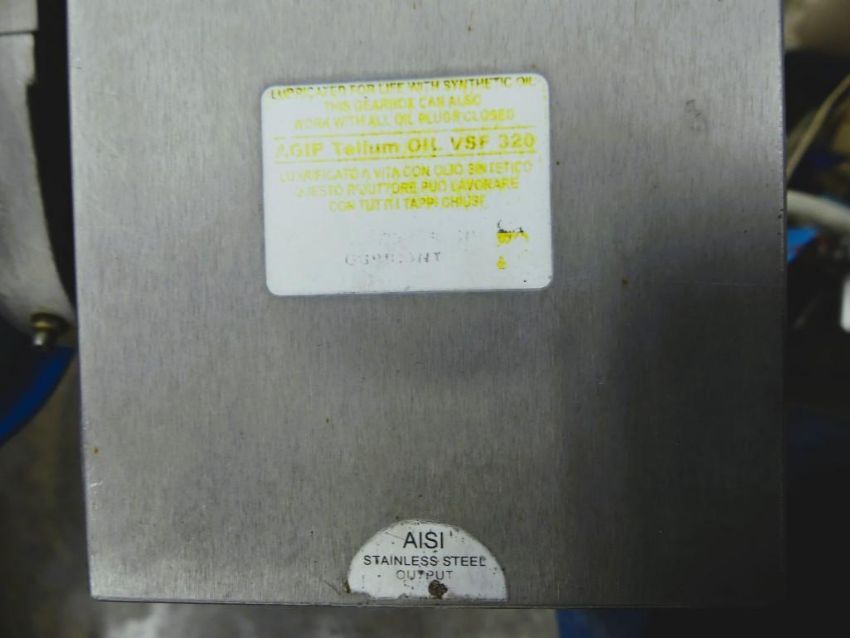 LUBRICATED FOR LIFE WITH SYNTHETIC OIL
THIS GEARBOX CAN ALSO
WORK WITH ALL OIL PLUGS CLOSED
AGIP Telium OIL VSF 320
LUBRIFICATO A VITA CON OLIO SINTETICO
QUESTO RIDUTTORE PUO LAVORARE
CON TUTTI I TAPPI CHIUSI
AISI
STAINLESS STEEL
OUTPUT